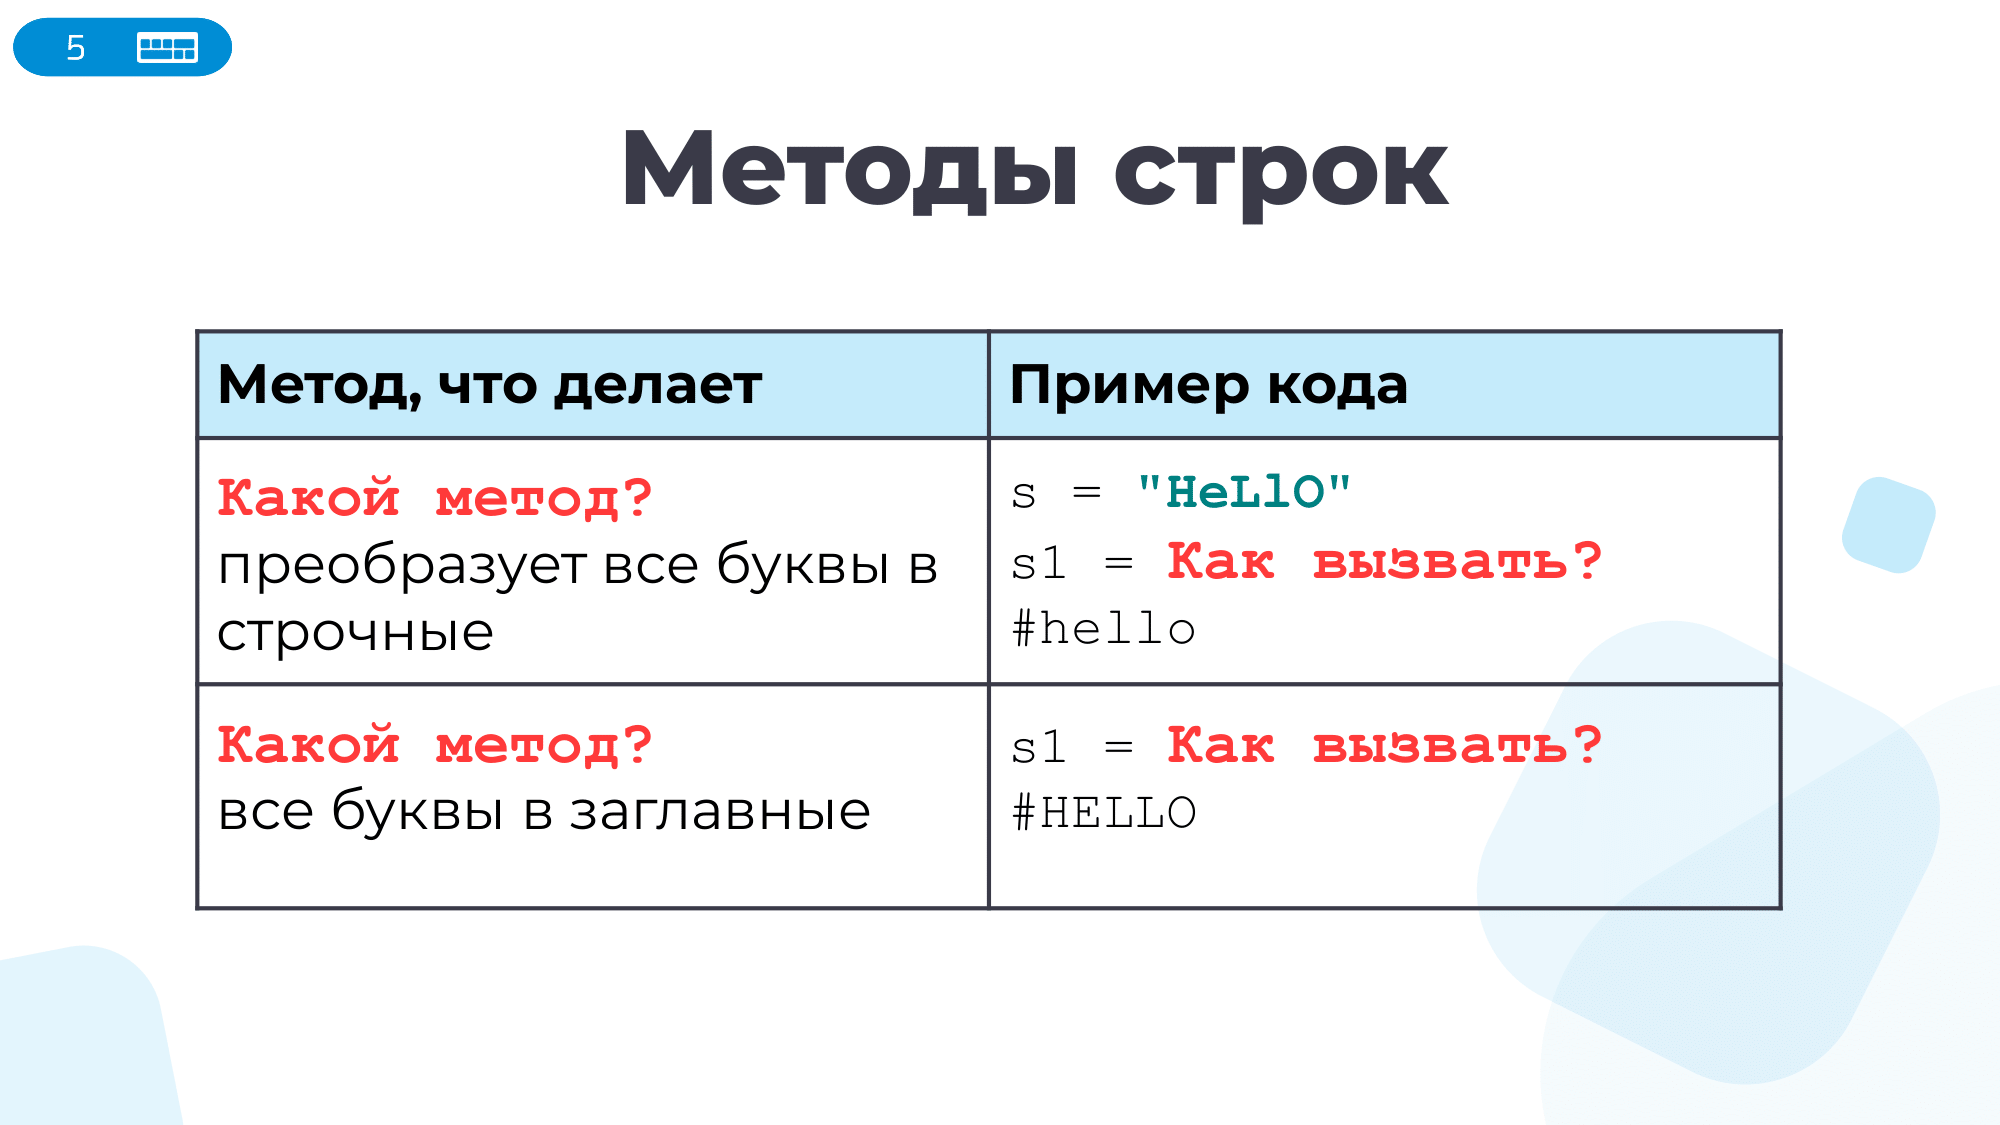 5
Методы строк
Метод, что делает
Пример кода
Какой метод?
преобразует все буквы в
строчные
s = "HeLlO"
s1 = Как вызвать?
#hello
Какой метод?
все буквы в заглавные
s1 = Как вызвать?
#HELLO